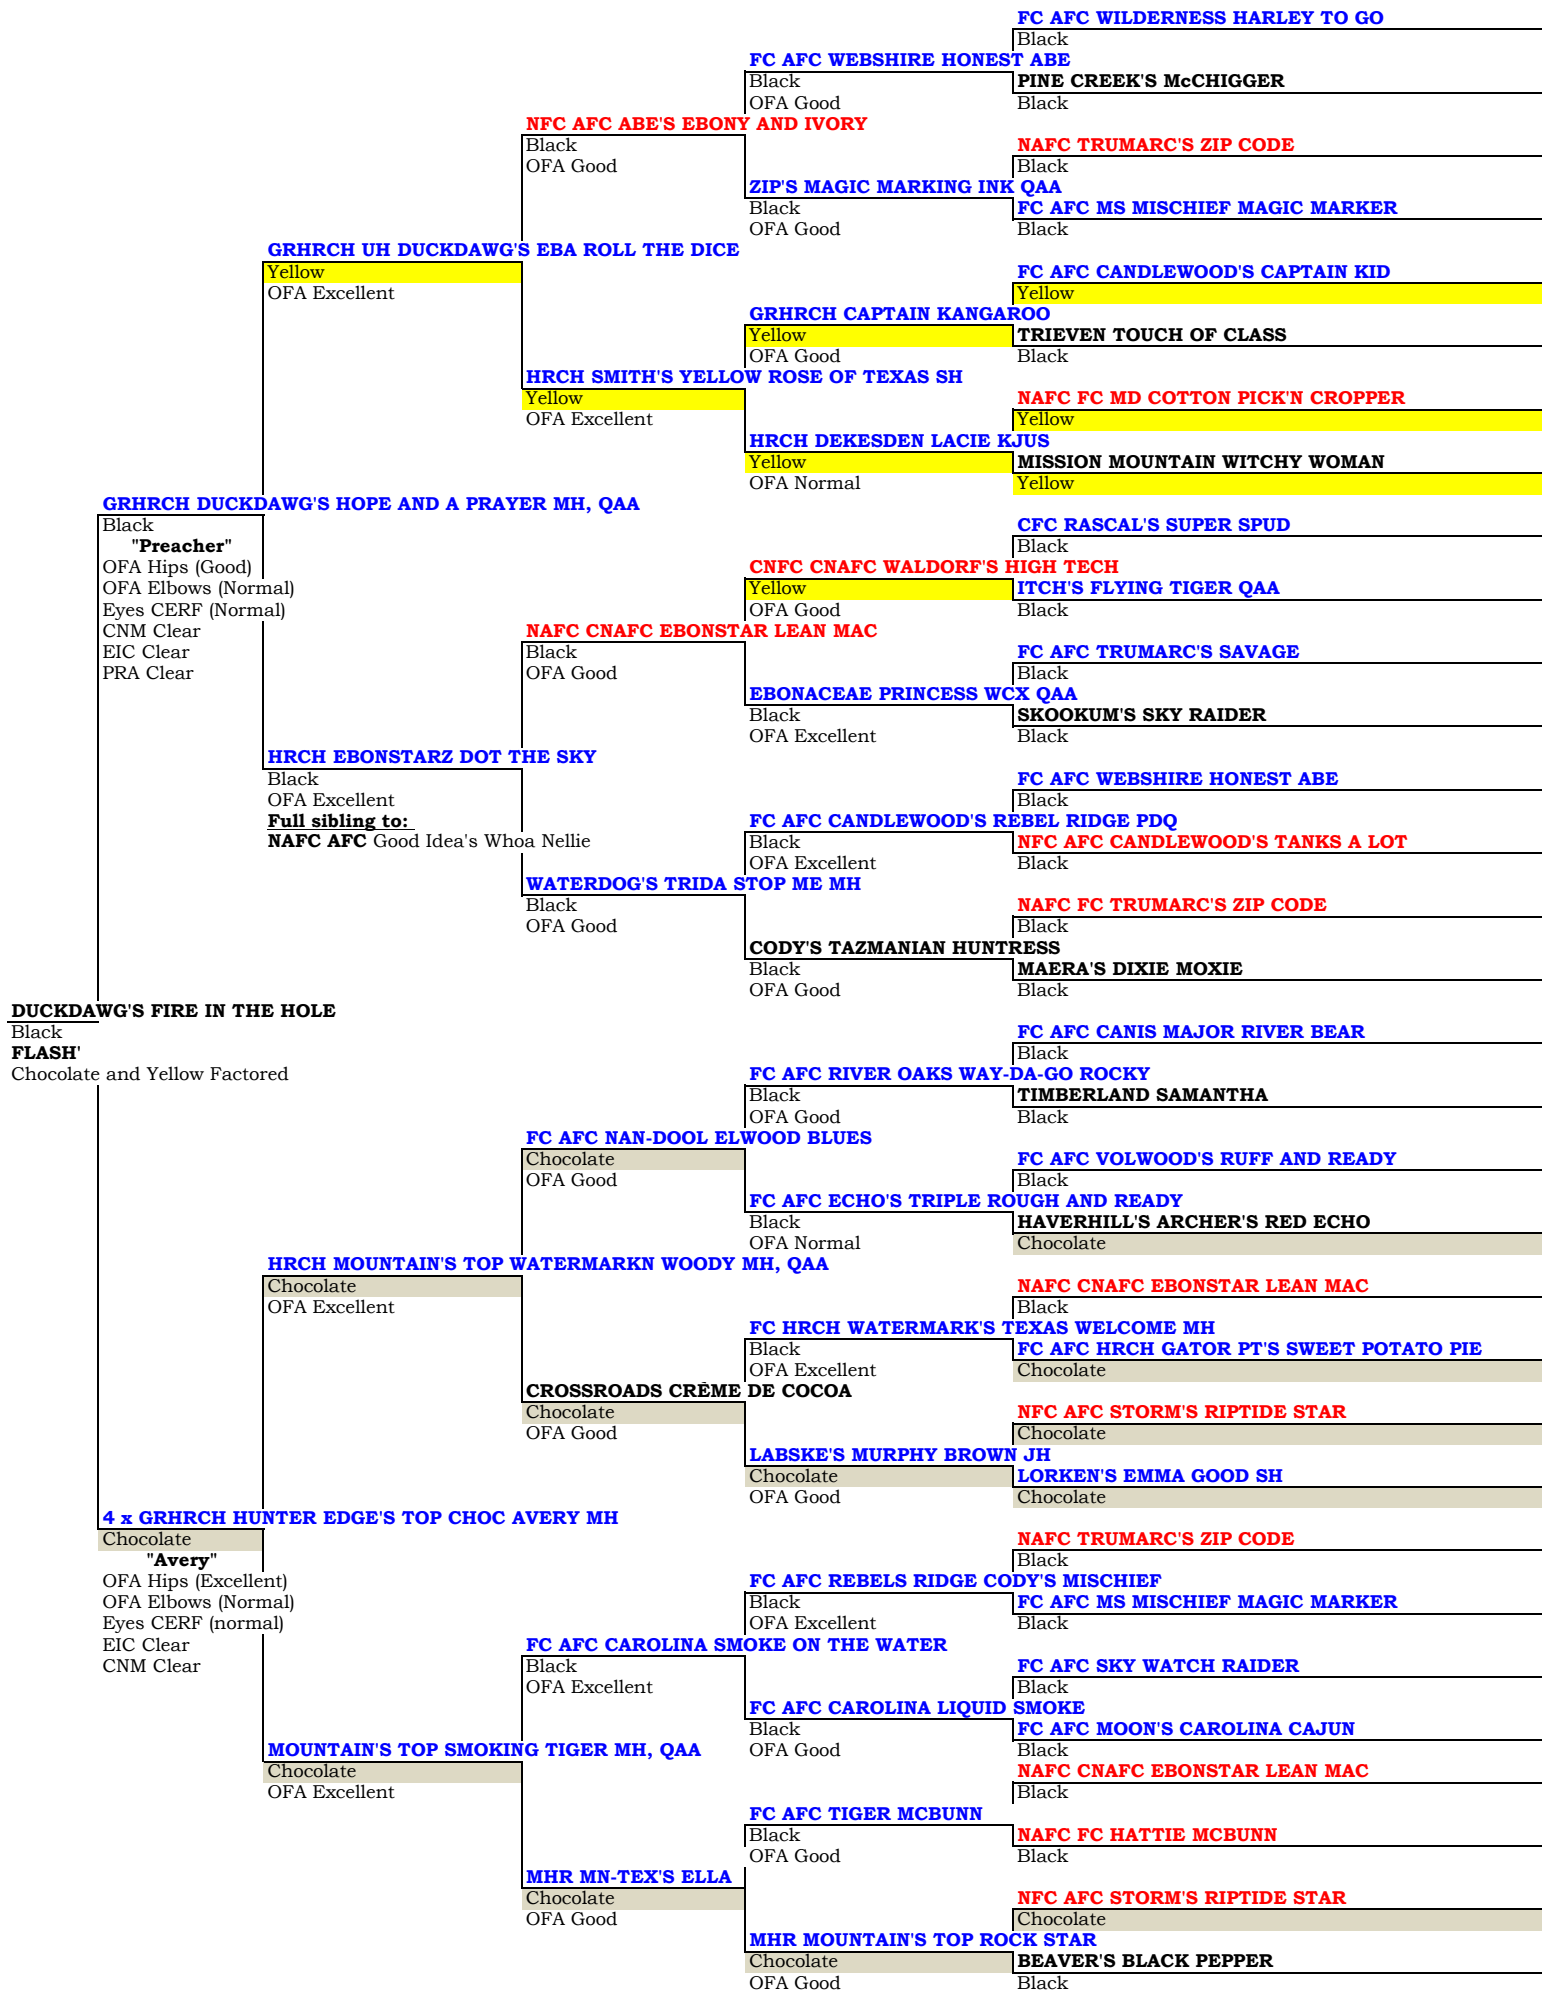 FC AFC WILDERNESS HARLEY TO GO
Black
FC AFC WEBSHIRE HONEST ABE
Black
PINE CREEK'S McCHIGGER
OFA Good
Black
NFC AFC ABE'S EBONY AND IVORY
Black
NAFC TRUMARC'S ZIP CODE
OFA Good
Black
ZIP'S MAGIC MARKING INK QAA
Black
FC AFC MS MISCHIEF MAGIC MARKER
OFA Good
Black
GRHRCH UH DUCKDAWG'S EBA ROLL THE DICE
Yellow
FC AFC CANDLEWOOD'S CAPTAIN KID
OFA Excellent
Yellow
GRHRCH CAPTAIN KANGAROO
Yellow
TRIEVEN TOUCH OF CLASS
OFA Good
Black
HRCH SMITH'S YELLOW ROSE OF TEXAS SH
Yellow
NAFC FC MD COTTON PICK'N CROPPER
OFA Excellent
Yellow
HRCH DEKESDEN LACIE KJUS
Yellow
MISSION MOUNTAIN WITCHY WOMAN
OFA Normal
Yellow
GRHRCH DUCKDAWG'S HOPE AND A PRAYER MH, QAA
Black
CFC RASCAL'S SUPER SPUD
"Preacher"
Black
OFA Hips (Good)
CNFC CNAFC WALDORF'S HIGH TECH
OFA Elbows (Normal)
Yellow
ITCH'S FLYING TIGER QAA
Eyes CERF (Normal)
OFA Good
Black
CNM Clear
NAFC CNAFC EBONSTAR LEAN MAC
EIC Clear
Black
FC AFC TRUMARC'S SAVAGE
PRA Clear
OFA Good
Black
EBONACEAE PRINCESS WCX QAA
Black
SKOOKUM'S SKY RAIDER
OFA Excellent
Black
HRCH EBONSTARZ DOT THE SKY
Black
FC AFC WEBSHIRE HONEST ABE
OFA Excellent
Black
Full sibling to:
FC AFC CANDLEWOOD'S REBEL RIDGE PDQ
NAFC AFC Good Idea's Whoa Nellie
Black
NFC AFC CANDLEWOOD'S TANKS A LOT
OFA Excellent
Black
WATERDOG'S TRIDA STOP ME MH
Black
NAFC FC TRUMARC'S ZIP CODE
OFA Good
Black
CODY'S TAZMANIAN HUNTRESS
Black
MAERA'S DIXIE MOXIE
OFA Good
Black
DUCKDAWG'S FIRE IN THE HOLE
Black
FC AFC CANIS MAJOR RIVER BEAR
FLASH'
Black
Chocolate and Yellow Factored
FC AFC RIVER OAKS WAY-DA-GO ROCKY
Black
TIMBERLAND SAMANTHA
OFA Good
Black
FC AFC NAN-DOOL ELWOOD BLUES
Chocolate
FC AFC VOLWOOD'S RUFF AND READY
OFA Good
Black
FC AFC ECHO'S TRIPLE ROUGH AND READY
Black
HAVERHILL'S ARCHER'S RED ECHO
OFA Normal
Chocolate
HRCH MOUNTAIN'S TOP WATERMARKN WOODY MH, QAA
Chocolate
NAFC CNAFC EBONSTAR LEAN MAC
OFA Excellent
Black
FC HRCH WATERMARK'S TEXAS WELCOME MH
Black
FC AFC HRCH GATOR PT'S SWEET POTATO PIE
OFA Excellent
Chocolate
CROSSROADS CRÈME DE COCOA
Chocolate
NFC AFC STORM'S RIPTIDE STAR
OFA Good
Chocolate
LABSKE'S MURPHY BROWN JH
Chocolate
LORKEN'S EMMA GOOD SH
OFA Good
Chocolate
4 x GRHRCH HUNTER EDGE'S TOP CHOC AVERY MH
Chocolate
NAFC TRUMARC'S ZIP CODE
"Avery"
Black
OFA Hips (Excellent)
FC AFC REBELS RIDGE CODY'S MISCHIEF
OFA Elbows (Normal)
Black
FC AFC MS MISCHIEF MAGIC MARKER
Eyes CERF (normal)
OFA Excellent
Black
EIC Clear
FC AFC CAROLINA SMOKE ON THE WATER
CNM Clear
Black
FC AFC SKY WATCH RAIDER
OFA Excellent
Black
FC AFC CAROLINA LIQUID SMOKE
Black
FC AFC MOON'S CAROLINA CAJUN
MOUNTAIN'S TOP SMOKING TIGER MH, QAA
OFA Good
Black
Chocolate
NAFC CNAFC EBONSTAR LEAN MAC
OFA Excellent
Black
FC AFC TIGER MCBUNN
Black
NAFC FC HATTIE MCBUNN
OFA Good
Black
MHR MN-TEX'S ELLA
Chocolate
NFC AFC STORM'S RIPTIDE STAR
OFA Good
Chocolate
MHR MOUNTAIN'S TOP ROCK STAR
Chocolate
BEAVER'S BLACK PEPPER
OFA Good
Black